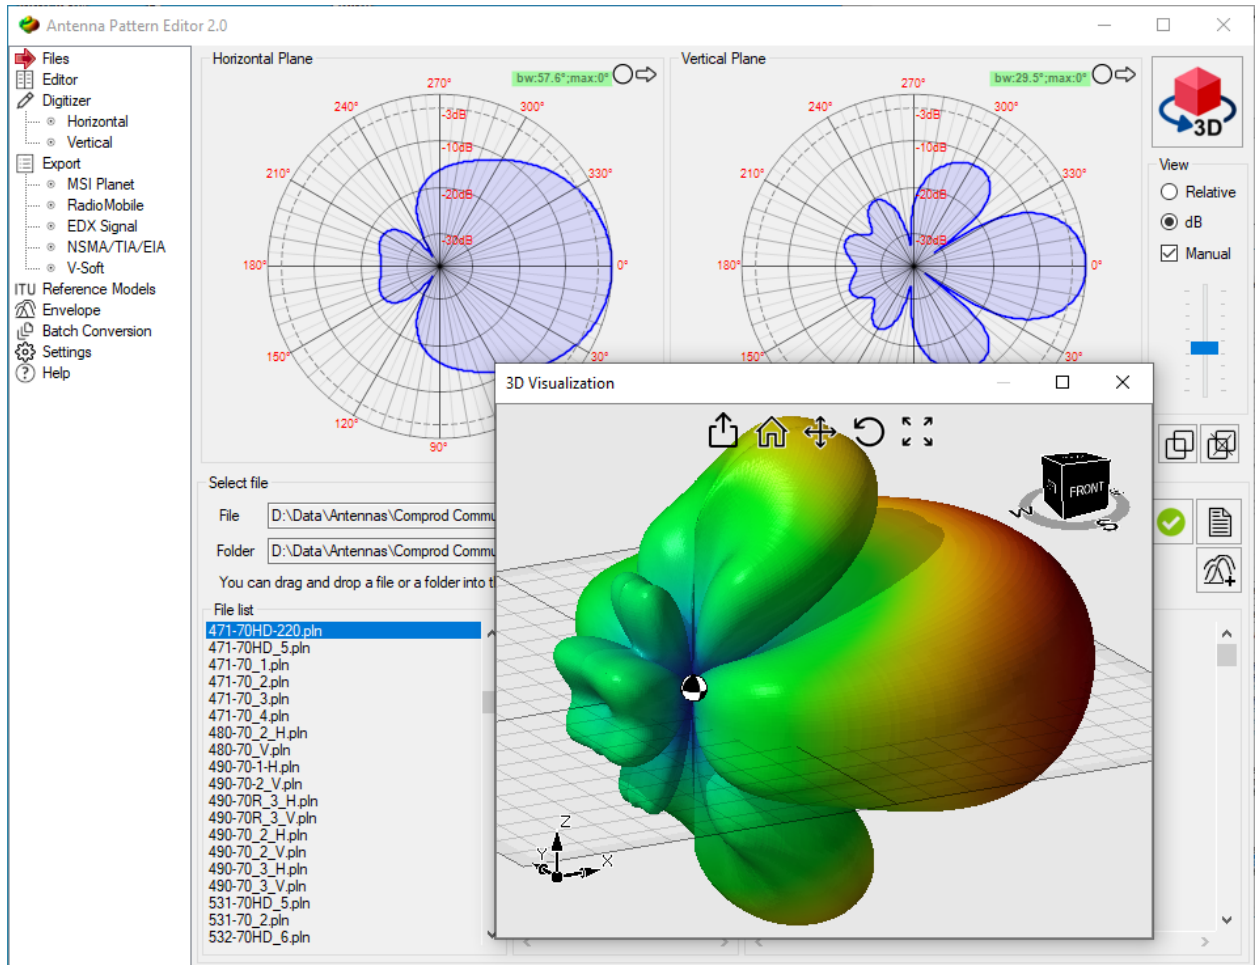 Antenna Pattern Editor 2.0
Files
Editor
Digitizer
Horizontal
Vertical
Export
MSI Planet
RadioMobile
EDX Signal
NSMA/TIA/EIA
V-Soft
ITU Reference Models
Envelope
Batch Conversion
Settings
Help
Horizontal Plane
bw:57.6°;max:0°
270°
240°
300°
-3dB
-10dB
210°
330°
-20dB
-30dB
180°
0°
150°
30°
120°
90°
Vertical Plane
bw:29.5°;max:0°
270°
240°
300°
-3dB
-10dB
210°
330°
-20dB
-30dB
180°
0°
150°
30°
3D
View
Relative
dB
Manual
Select file
File
D:\Data\Antennas\Comprod Commu
Folder
D:\Data\Antennas\Comprod Commu
You can drag and drop a file or a folder into t
File list
471-70HD-220.pln
471-70HD_5.pln
471-70_1.pln
471-70_2.pln
471-70_3.pln
471-70_4.pln
480-70_2_H.pln
480-70_V.pln
490-70-1-H.pln
490-70-2_V.pln
490-70R_3_H.pln
490-70R_3_V.pln
490-70_2_H.pln
490-70_2_V.pln
490-70_3_H.pln
490-70_3_V.pln
531-70HD_5.pln
531-70_2.pln
532-70HD_6.pln
3D Visualization
FRONT
W
S
Z
Y
X